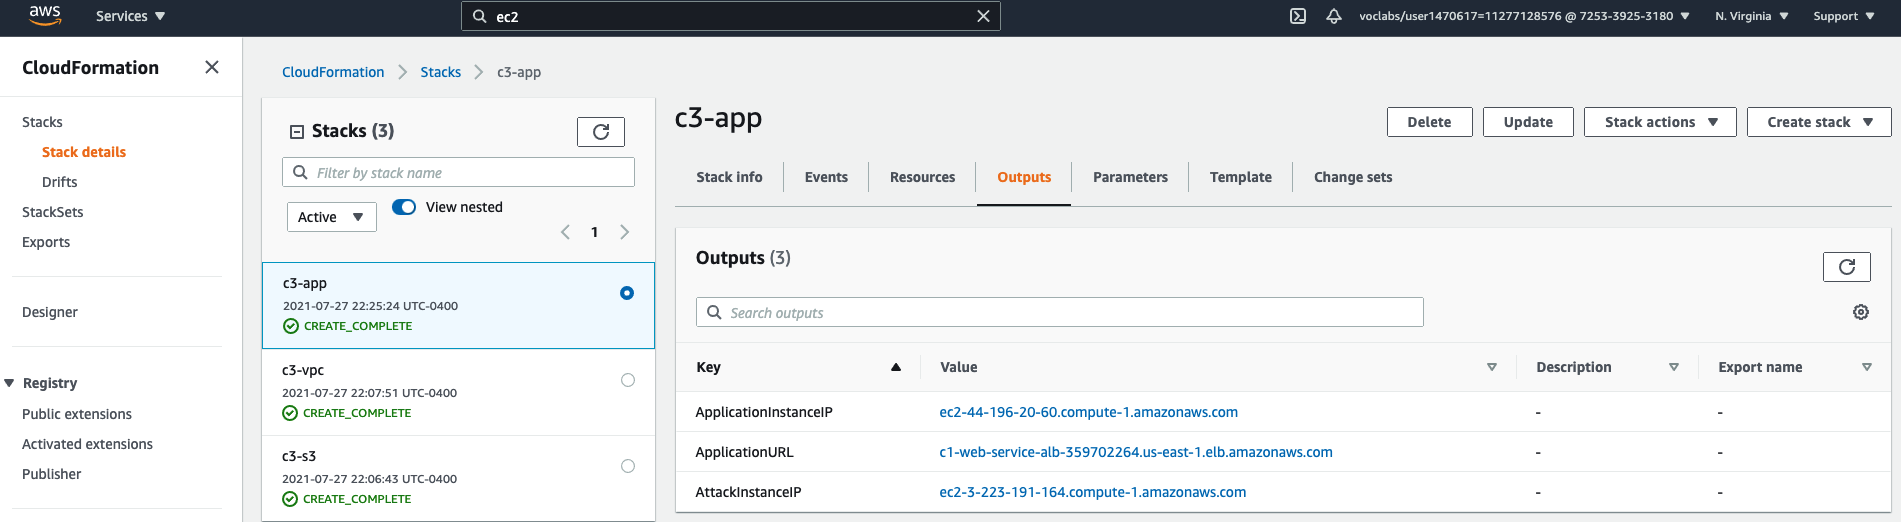 aws
Services
ec2
voclabs/user1470617=11277128576 @ 7253-3925-3180
N. Virginia
Support
CloudFormation
Stacks
Stack details
Drifts
StackSets
Exports
Designer
Registry
Public extensions
Activated extensions
Publisher
CloudFormation
Stacks
c3-app
Stacks (3)
Filter by stack name
Active
View nested
1
c3-app
2021-07-27 22:25:24 UTC-0400
CREATE_COMPLETE
c3-vpc
2021-07-27 22:07:51 UTC-0400
CREATE_COMPLETE
c3-s3
2021-07-27 22:06:43 UTC-0400
CREATE_COMPLETE
c3-app
Delete
Update
Stack actions
Create stack
Stack info
Events
Resources
Outputs
Parameters
Template
Change sets
Outputs (3)
Search outputs
Key Value Description Export name
ApplicationInstanceIP ec2-44-196-20-60.compute-1.amazonaws.com - -
ApplicationURL c1-web-service-alb-359702264.us-east-1.elb.amazonaws.com - -
AttackInstanceIP ec2-3-223-191-164.compute-1.amazonaws.com - -